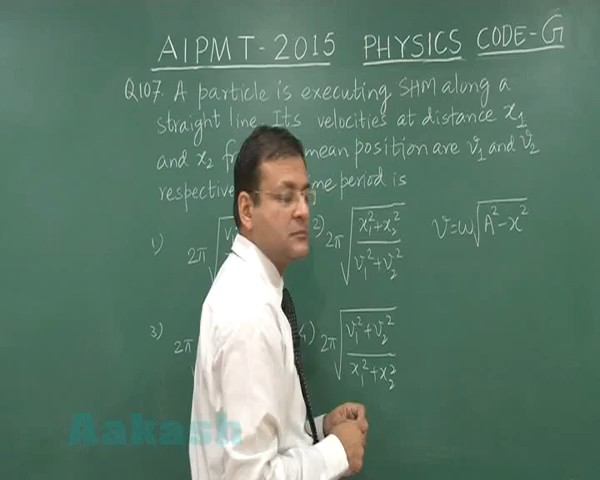 AIPMT-2015 PHYSICS CODE-G
Q107. A particle is executing SHM along a
straight line. Its velocities at distance x₁
and x₂ mean position are v₁ and v₂
period is
1) 2π√
2) 2π√((x₁²+x₂²)/(v₁²+v₂²))
v=ω√(A²-x²)
3) 2π
4) 2π√((v₁²+v₂²)/(x₁²+x₂²))
Aakash